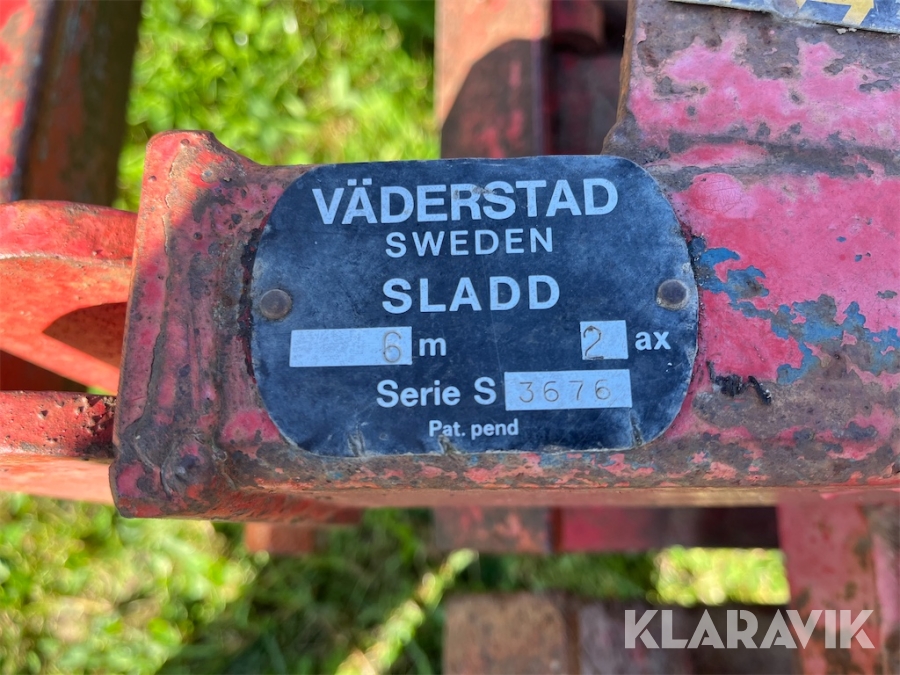 VÄDERSTAD
SWEDEN
SLADD
6 m 2 ax
Serie S 3676
Pat. pend
KLARAVIK